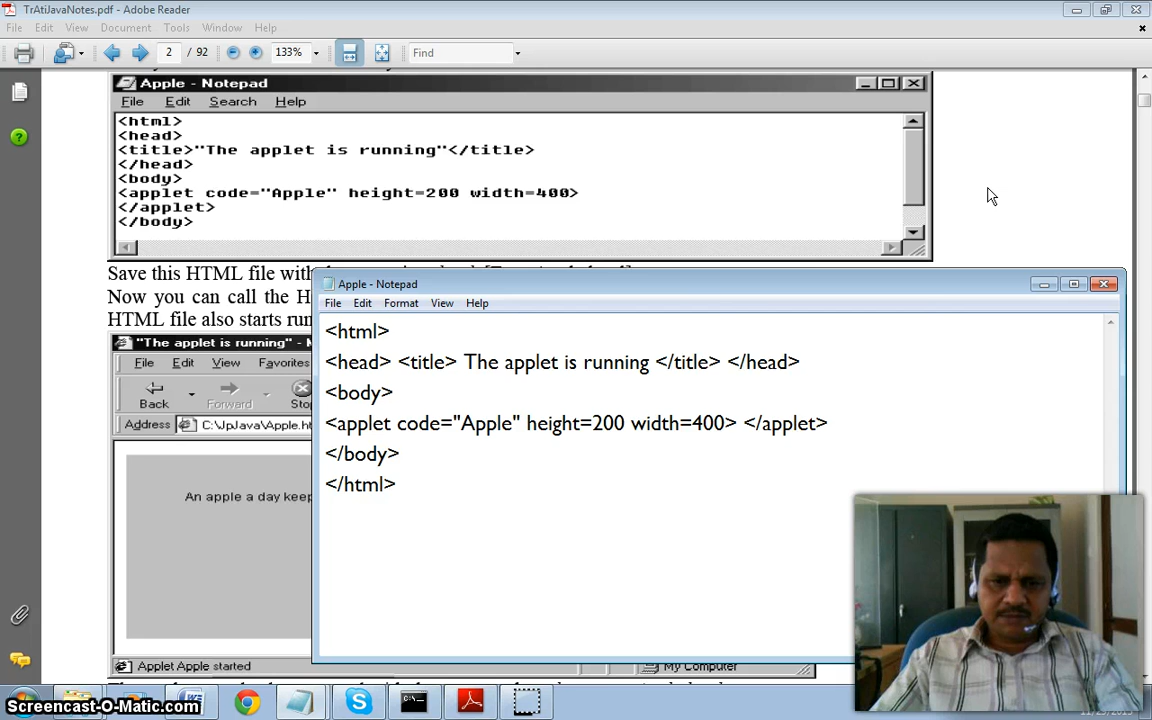 TrAtiJavaNotes.pdf - Adobe Reader
File Edit View Document Tools Window Help
2 / 92 133% Find
Apple - Notepad
File Edit Search Help
<html>
<head>
<title>"The applet is running"</title>
</head>
<body>
<applet code="Apple" height=200 width=400>
</applet>
</body>
Save this HTML file with
Now you can call the H
HTML file also starts run
"The applet is running" -
File Edit View Favorites
Back Forward Sto
Address C:\JpJava\Apple.ht
An apple a day keep
Applet Apple started My Computer
Apple - Notepad
File Edit Format View Help
<html>
<head> <title> The applet is running </title> </head>
<body>
<applet code="Apple" height=200 width=400> </applet>
</body>
</html>
Screencast-O-Matic.com